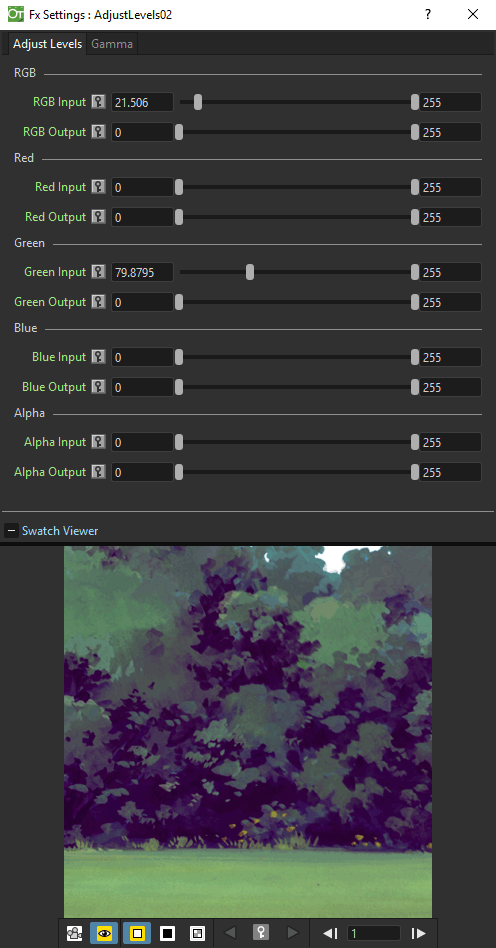 OT Fx Settings : AdjustLevels02 ?
Adjust Levels Gamma
RGB
RGB Input 21.506 255
RGB Output 0 255
Red
Red Input 0 255
Red Output 0 255
Green
Green Input 79.8795 255
Green Output 0 255
Blue
Blue Input 0 255
Blue Output 0 255
Alpha
Alpha Input 0 255
Alpha Output 0 255
Swatch Viewer
1